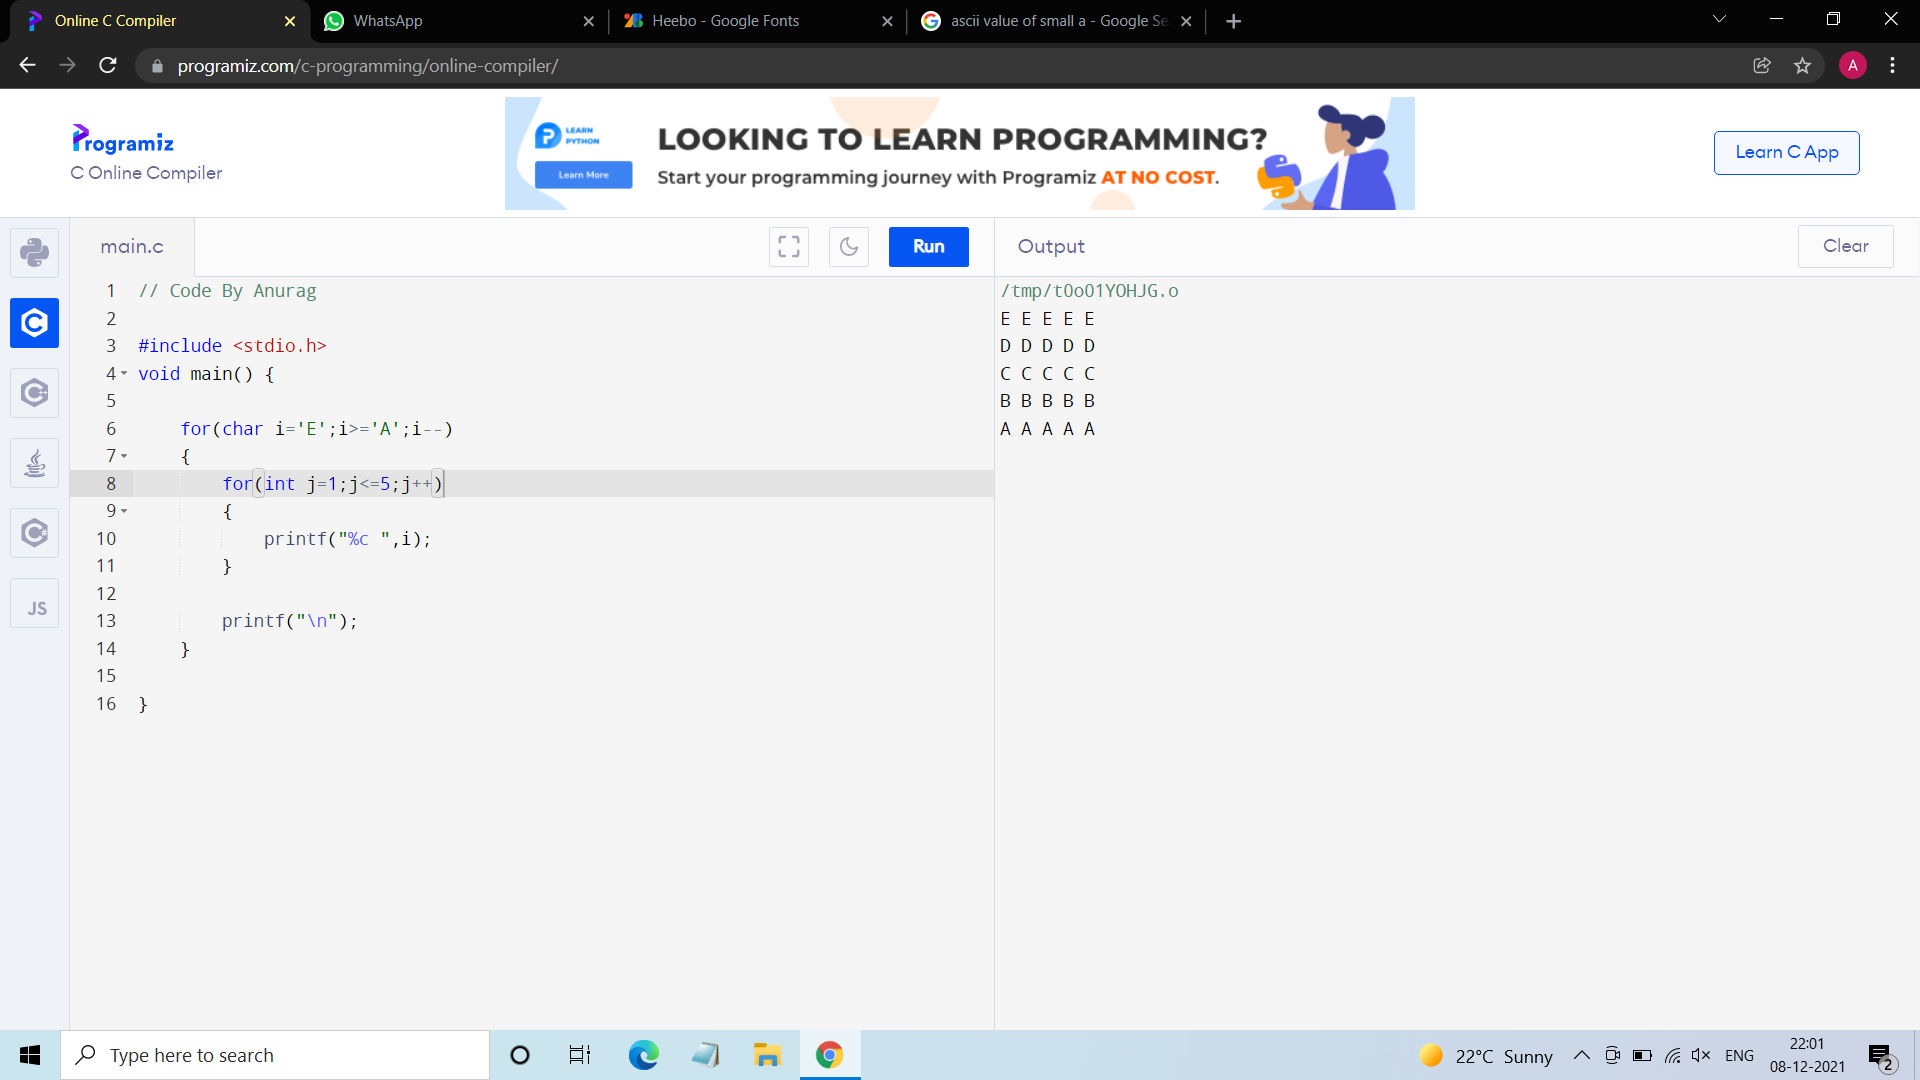 Online C Compiler
WhatsApp
Heebo - Google Fonts
ascii value of small a - Google Se
programiz.com/c-programming/online-compiler/
A
Programiz
C Online Compiler
LEARN
PYTHON
Learn More
LOOKING TO LEARN PROGRAMMING?
Start your programming journey with Programiz AT NO COST.
Learn C App
main.c
Run
Output
Clear
1 // Code By Anurag
2
3 #include <stdio.h>
4 void main() {
5
6     for(char i='E';i>='A';i--)
7     {
8         for(int j=1;j<=5;j++)
9         {
10             printf("%c ",i);
11         }
12
13         printf("\n");
14     }
15
16 }
/tmp/tOo01YOHJG.o
E E E E E
D D D D D
C C C C C
B B B B B
A A A A A
JS
Type here to search
22°C Sunny
ENG
22:01
08-12-2021
2